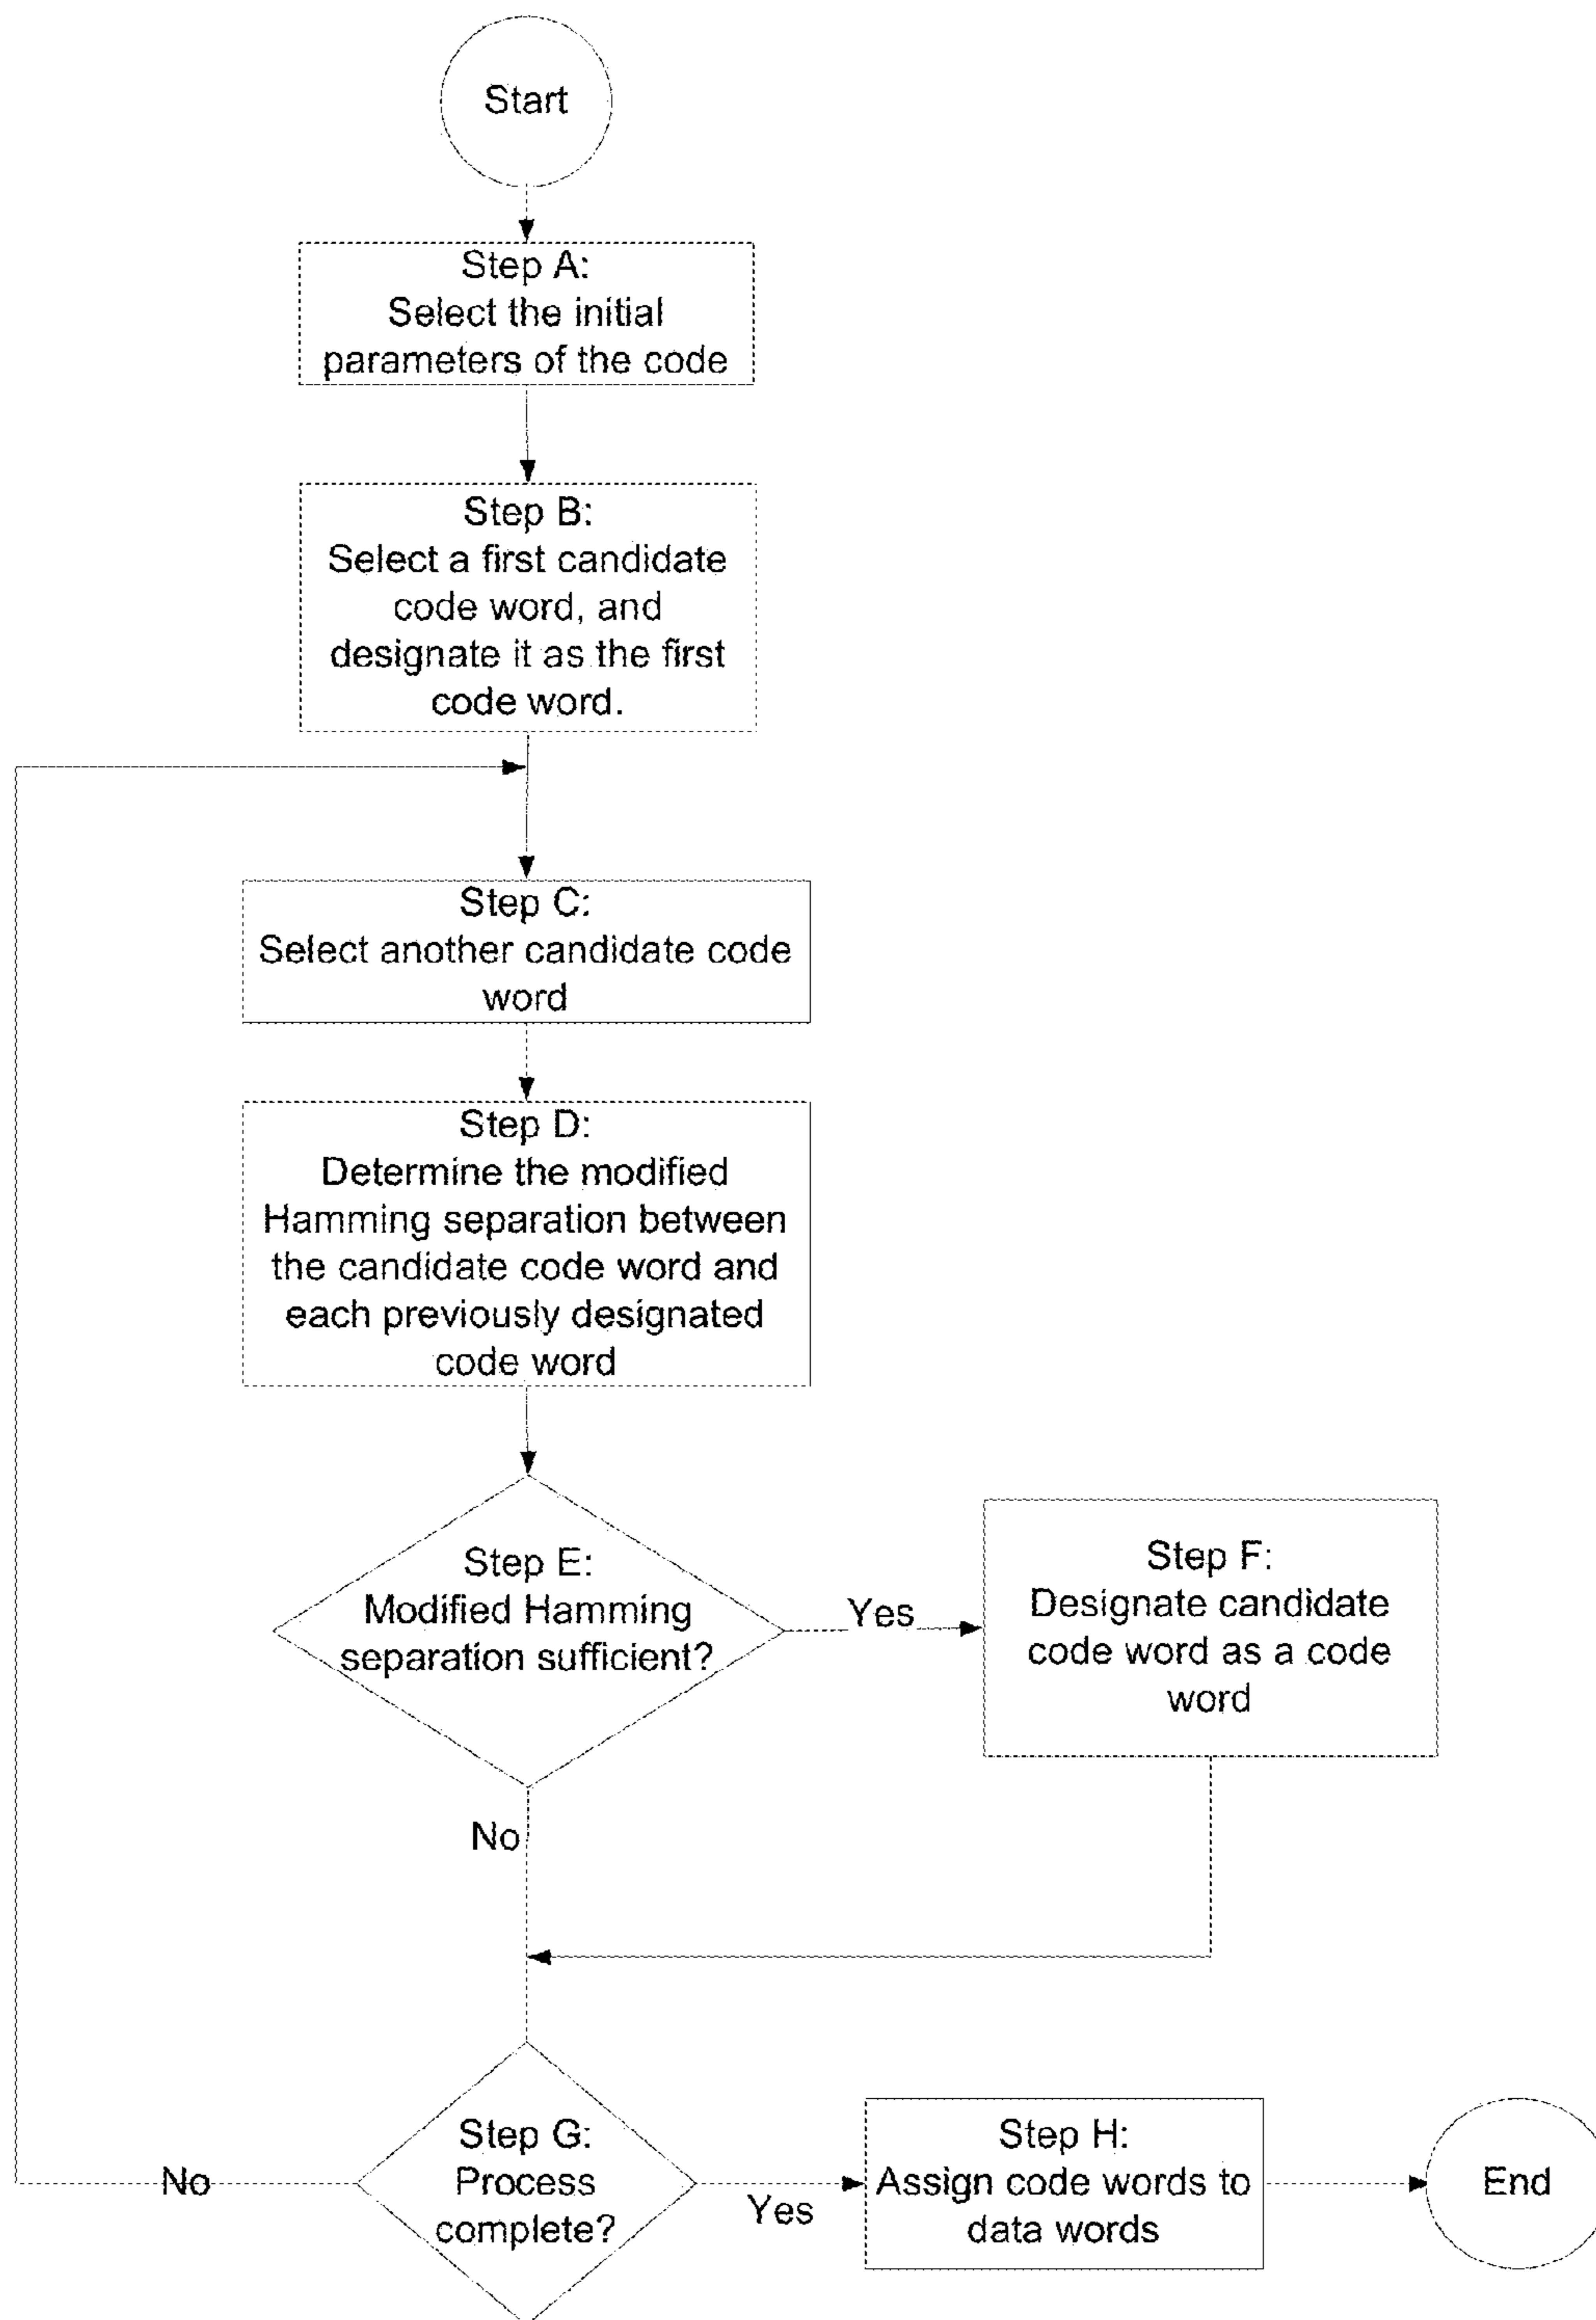 Start
Step A:
Select the initial
parameters of the code
Step B:
Select a first candidate
code word, and
designate it as the first
code word.
Step C:
Select another candidate code
word
Step D:
Determine the modified
Hamming separation between
the candidate code word and
each previously designated
code word
Step E:
Modified Hamming
separation sufficient?
Yes
Step F:
Designate candidate
code word as a code
word
No
Step G:
Process
complete?
No
Yes
Step H:
Assign code words to
data words
End